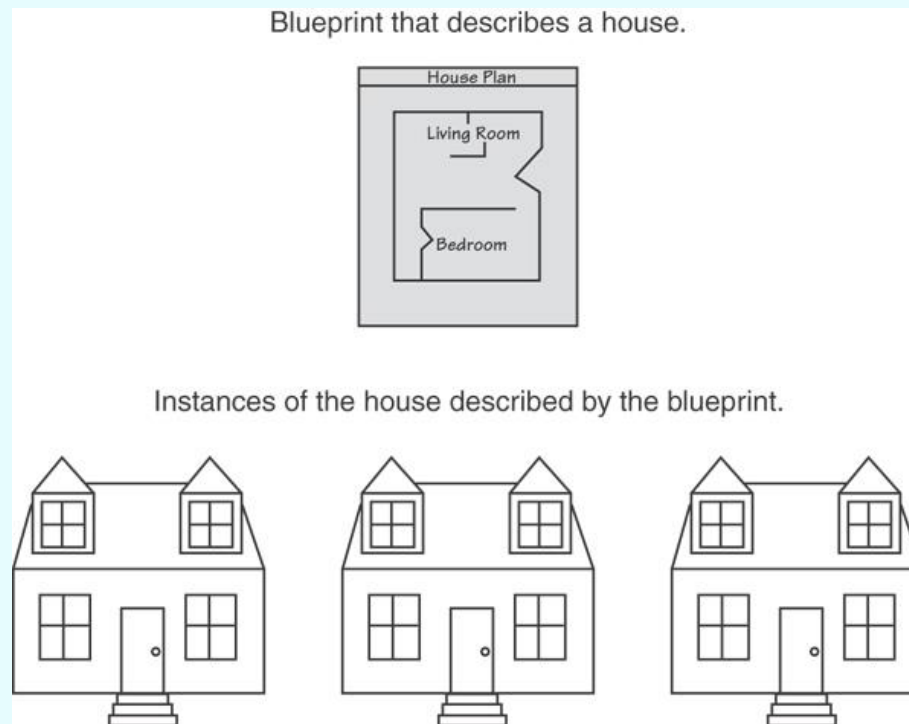 Blueprint that describes a house.
House Plan
Living Room
Bedroom
Instances of the house described by the blueprint.